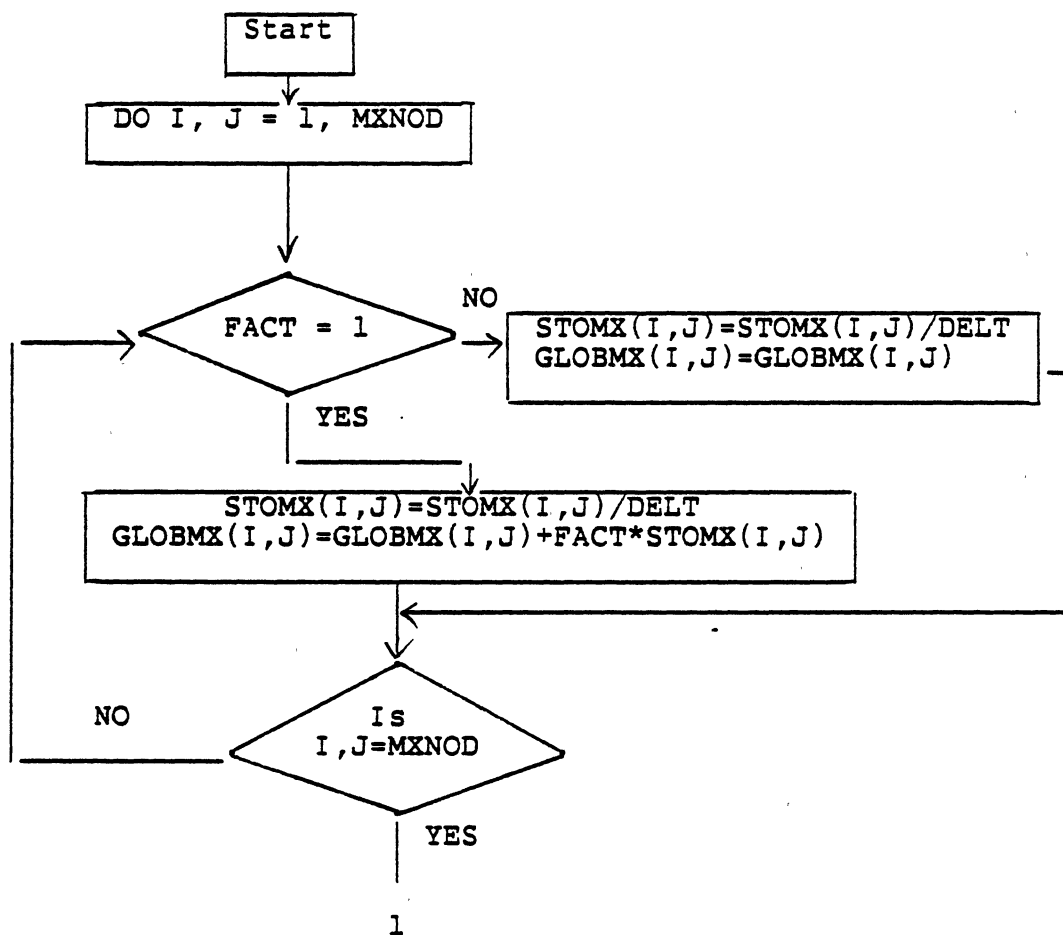 Start
DO I, J = 1, MXNOD
FACT = 1
NO
STOMX(I,J)=STOMX(I,J)/DELT
GLOBMX(I,J)=GLOBMX(I,J)
YES
STOMX(I,J)=STOMX(I,J)/DELT
GLOBMX(I,J)=GLOBMX(I,J)+FACT*STOMX(I,J)
NO
Is
I,J=MXNOD
YES
1